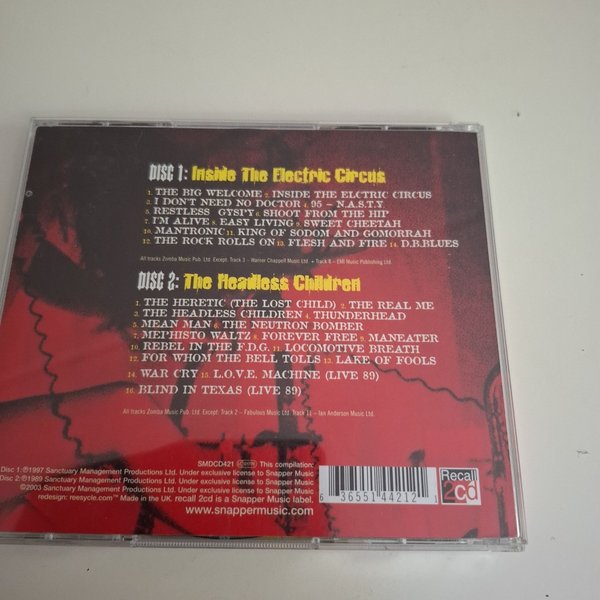 DISC 1: Inside The Electric Circus
1. THE BIG WELCOME 2. INSIDE THE ELCTRIC CIRCUS
3. I DON'T NEED NO DOCTOR 4. 95 - N.A.S.T.Y.
5. RESTLESS GYSPY 6. SHOOT FROM THE HIP
7. I'M ALIVE 8. EASY LIVING 9. SWEET CHEETAH
10. MANTRONIC 11. KING OF SODOM AND GOMORRAH
12. THE ROCK ROLLS ON 13. FLESH AND FIRE 14. D.B.BLUES
All tracks Zomba Music Pub. Ltd. Except: Track 3 - Warner Chappell Music Ltd. + Track 8 - EMI Music Publishing Ltd.
DISC 2: The Headless Children
1. THE HERETIC (THE LOST CHILD) 2. THE REAL ME
3. THE HEADLESS CHILDREN 4. THUNDERHEAD
5. MEAN MAN 6. THE NEUTRON BOMBER
7. MEPHISTO WALTZ 8. FOREVER FREE 9. MANEATER
10. REBEL IN THE F.D.G. 11. LOCOMOTIVE BREATH
12. FOR WHOM THE BELL TOLLS 13. LAKE OF FOOLS
14. WAR CRY 15. L.O.V.E. MACHINE (LIVE 89)
16. BLIND IN TEXAS (LIVE 89)
All tracks Zomba Music Pub. Ltd. Except: Track 2 - Fabulous Music Ltd. Track 11 - Ian Anderson Music Ltd.
SMDCD421 This compilation:
Disc 1:℗1997 Sanctuary Management Productions Ltd. Under exclusive license to Snapper Music
Disc 2:℗1989 Sanctuary Management Productions Ltd. Under exclusive license to Snapper Music
©2003 Sanctuary Management Productions Ltd. Under exclusive license to Snapper Music
redesign: reesycle.com™ Made in the UK. recall 2cd is a Snapper Music label.
www.snappermusic.com
6 36551 44212 1
Recall
2cd